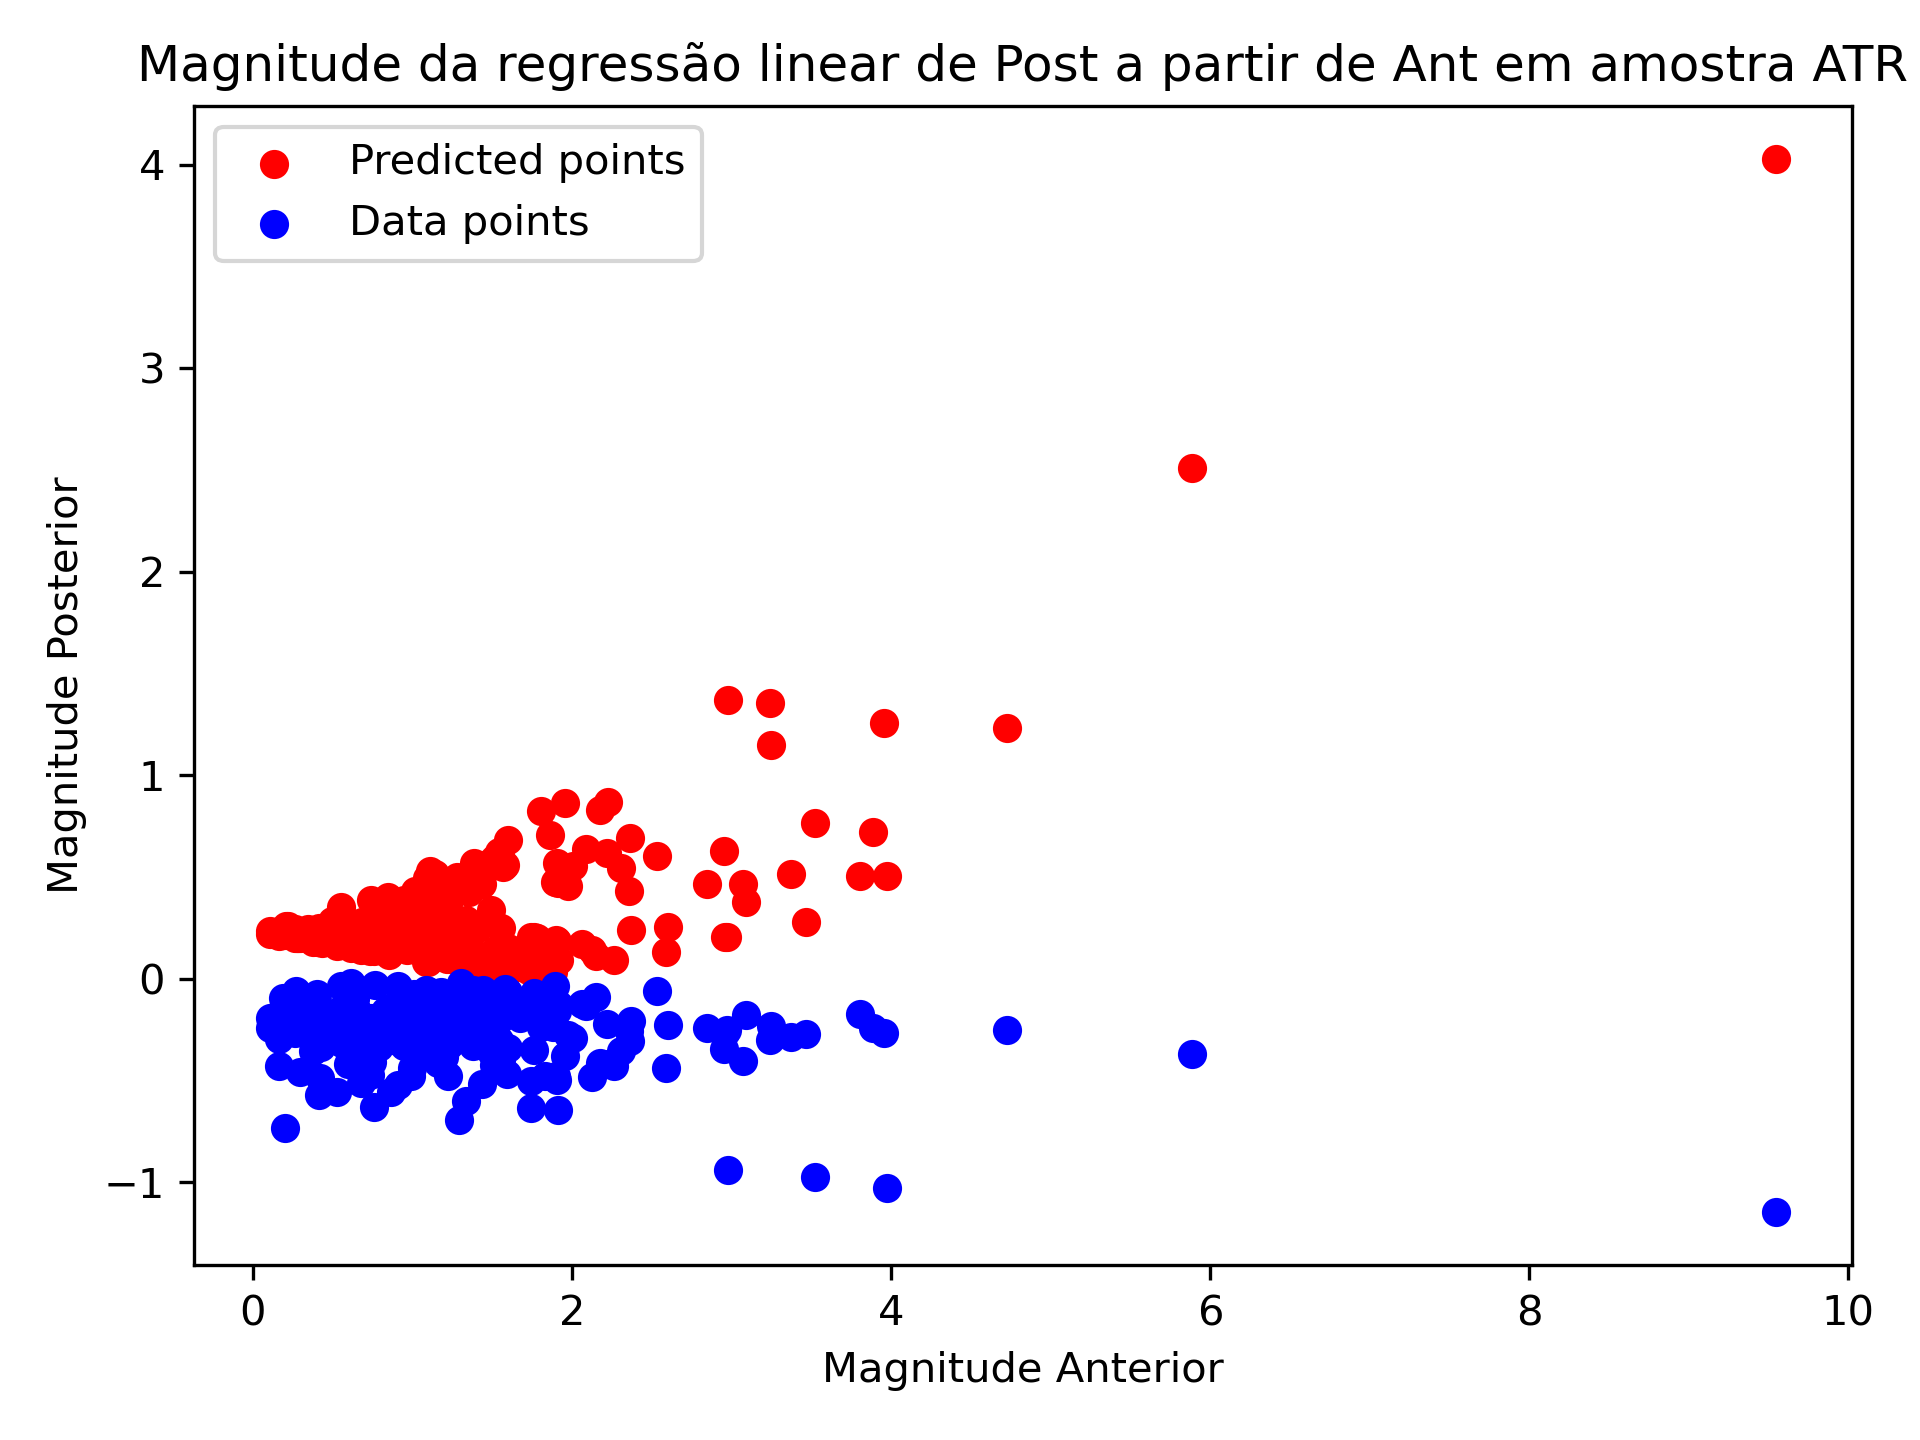 Magnitude da regressão linear de Post a partir de Ant em amostra ATR
Predicted points
Data points
4
3
2
1
0
−1
Magnitude Posterior
0 2 4 6 8 10
Magnitude Anterior